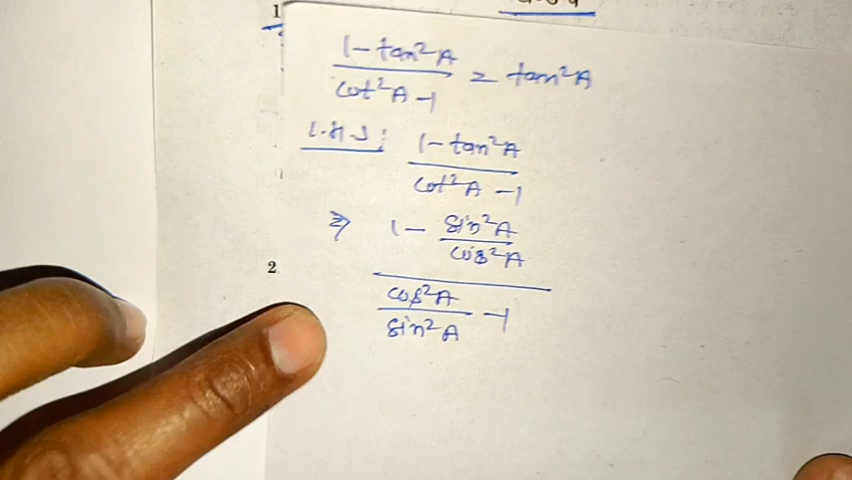 1
1 - tan²A
cot²A - 1
= tan²A
L.H.S :
1 - tan²A
cot²A - 1
⇒
1 - sin²A
cos²A
cos²A
sin²A
- 1
2